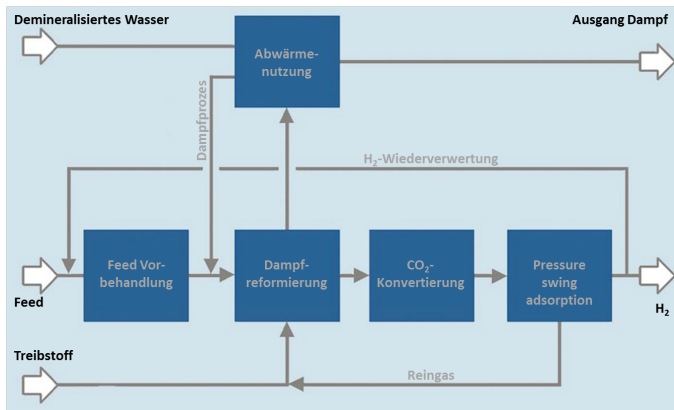 Demineralisiertes Wasser
Ausgang Dampf
Abwärme-
nutzung
Dampfprozes
H₂-Wiederverwertung
Feed Vor-
behandlung
Dampf-
reformierung
CO₂-
Konvertierung
Pressure
swing
adsorption
Feed
H₂
Treibstoff
Reingas